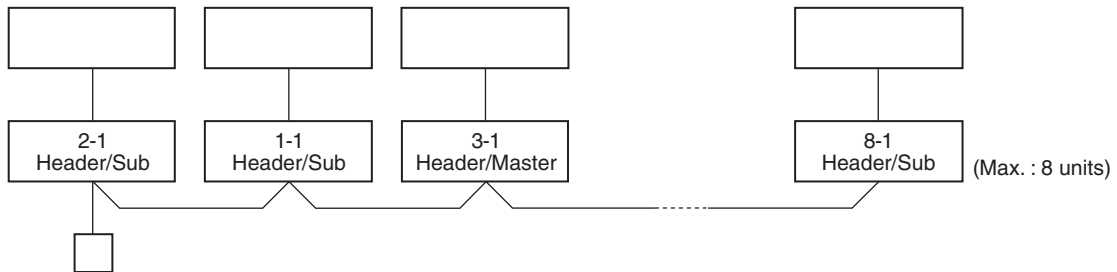 2-1
Header/Sub
1-1
Header/Sub
3-1
Header/Master
8-1
Header/Sub
(Max. : 8 units)